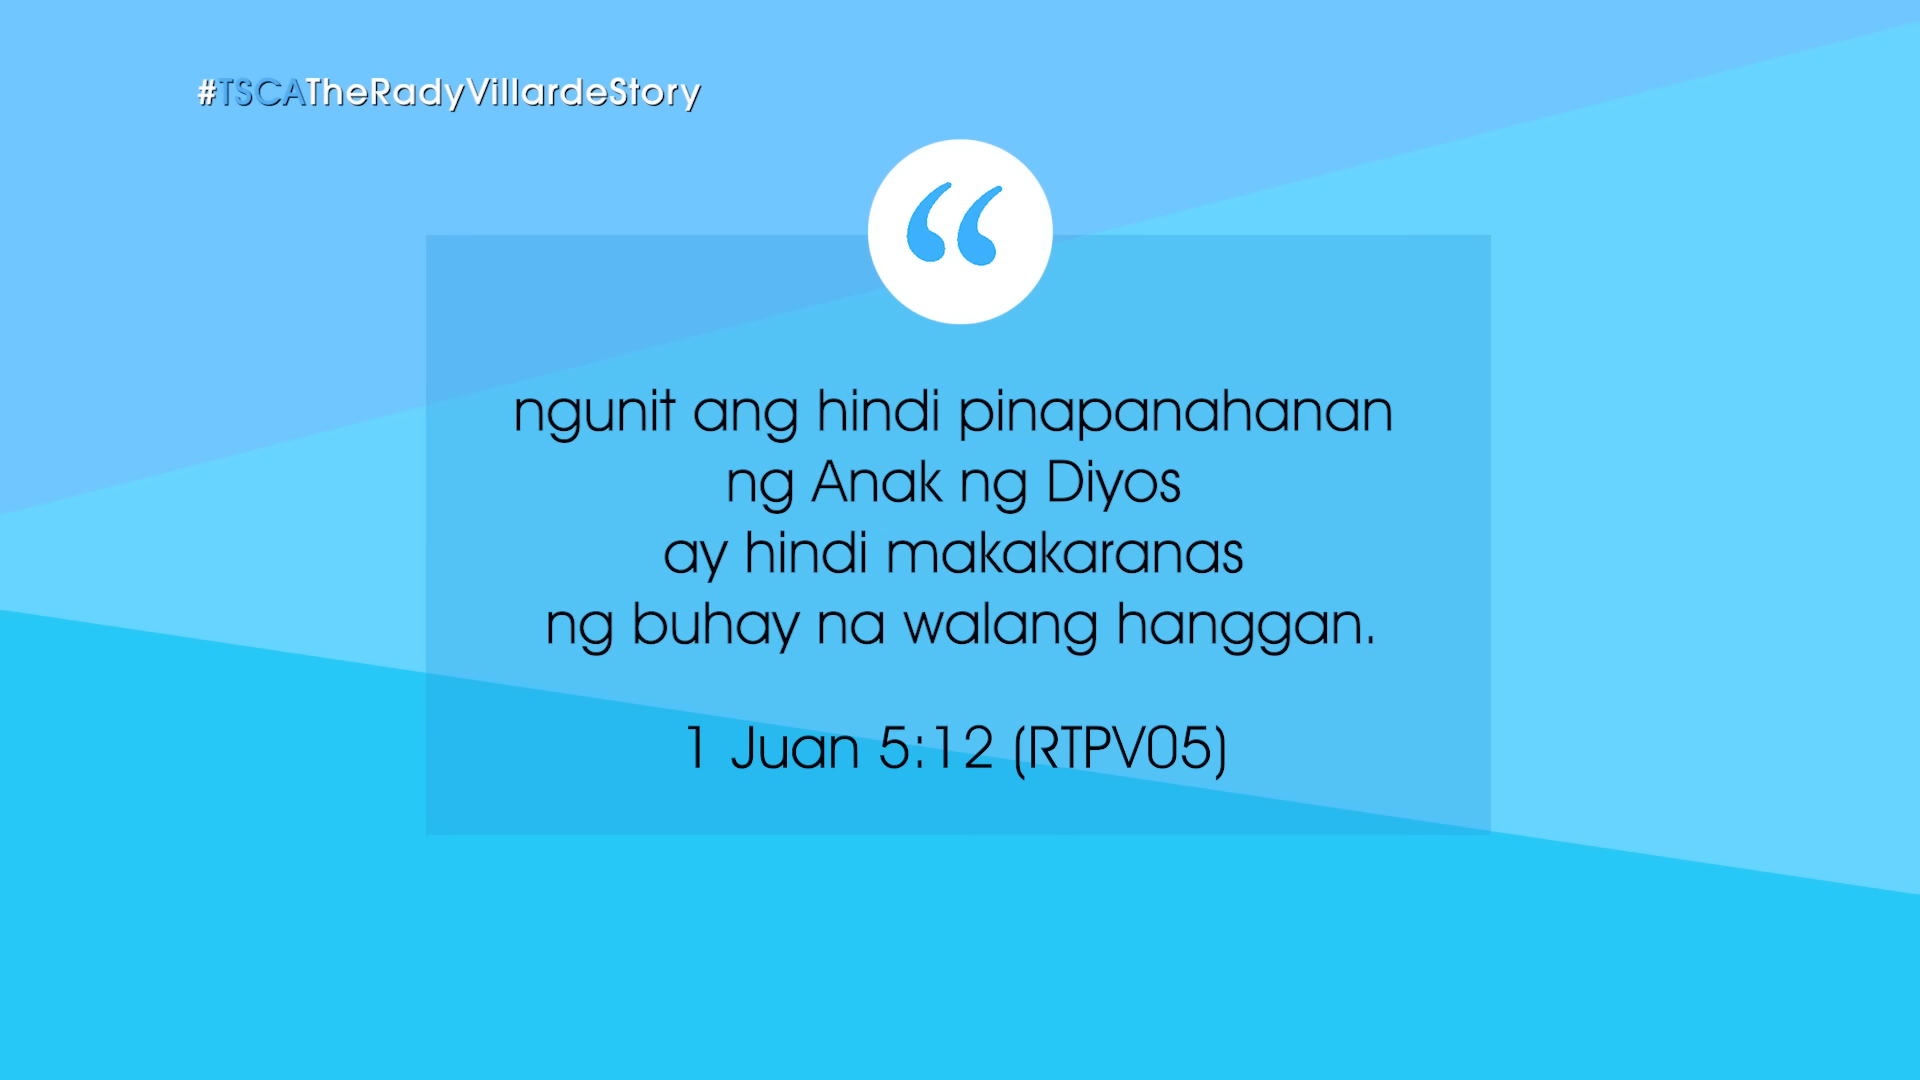 #TSCATheRadyVillardeStory
“
ngunit ang hindi pinapanahanan
ng Anak ng Diyos
ay hindi makakaranas
ng buhay na walang hanggan.
1 Juan 5:12 (RTPV05)